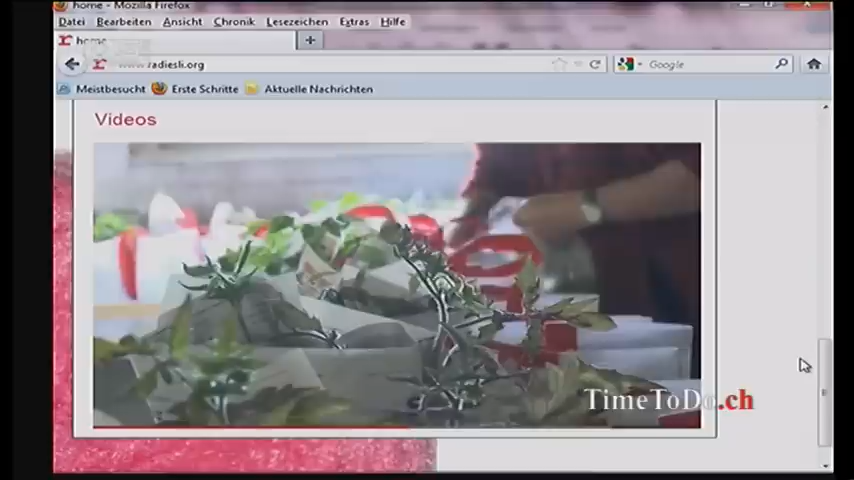 home - Mozilla Firefox
Datei Bearbeiten Ansicht Chronik Lesezeichen Extras Hilfe
home
www.radiesli.org
Google
Meistbesucht Erste Schritte Aktuelle Nachrichten
Videos
TimeToDo.ch